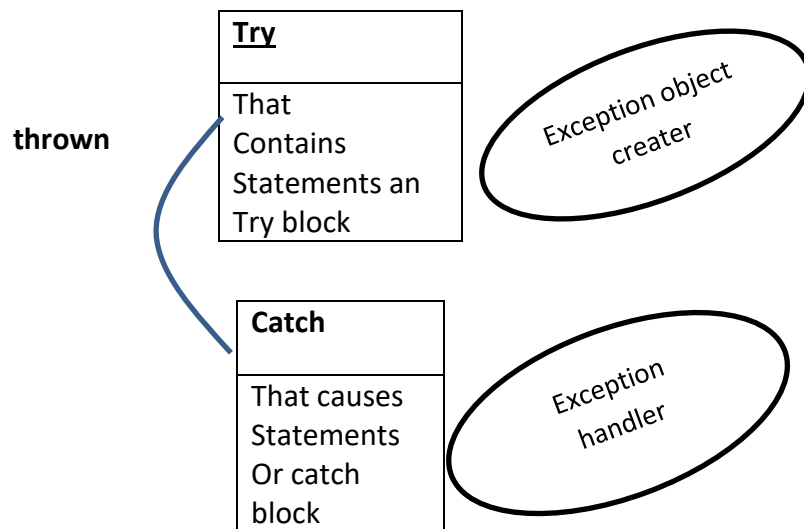 Try
That
Contains
Statements an
Try block
thrown
Exception object
creater
Catch
That causes
Statements
Or catch
block
Exception
handler